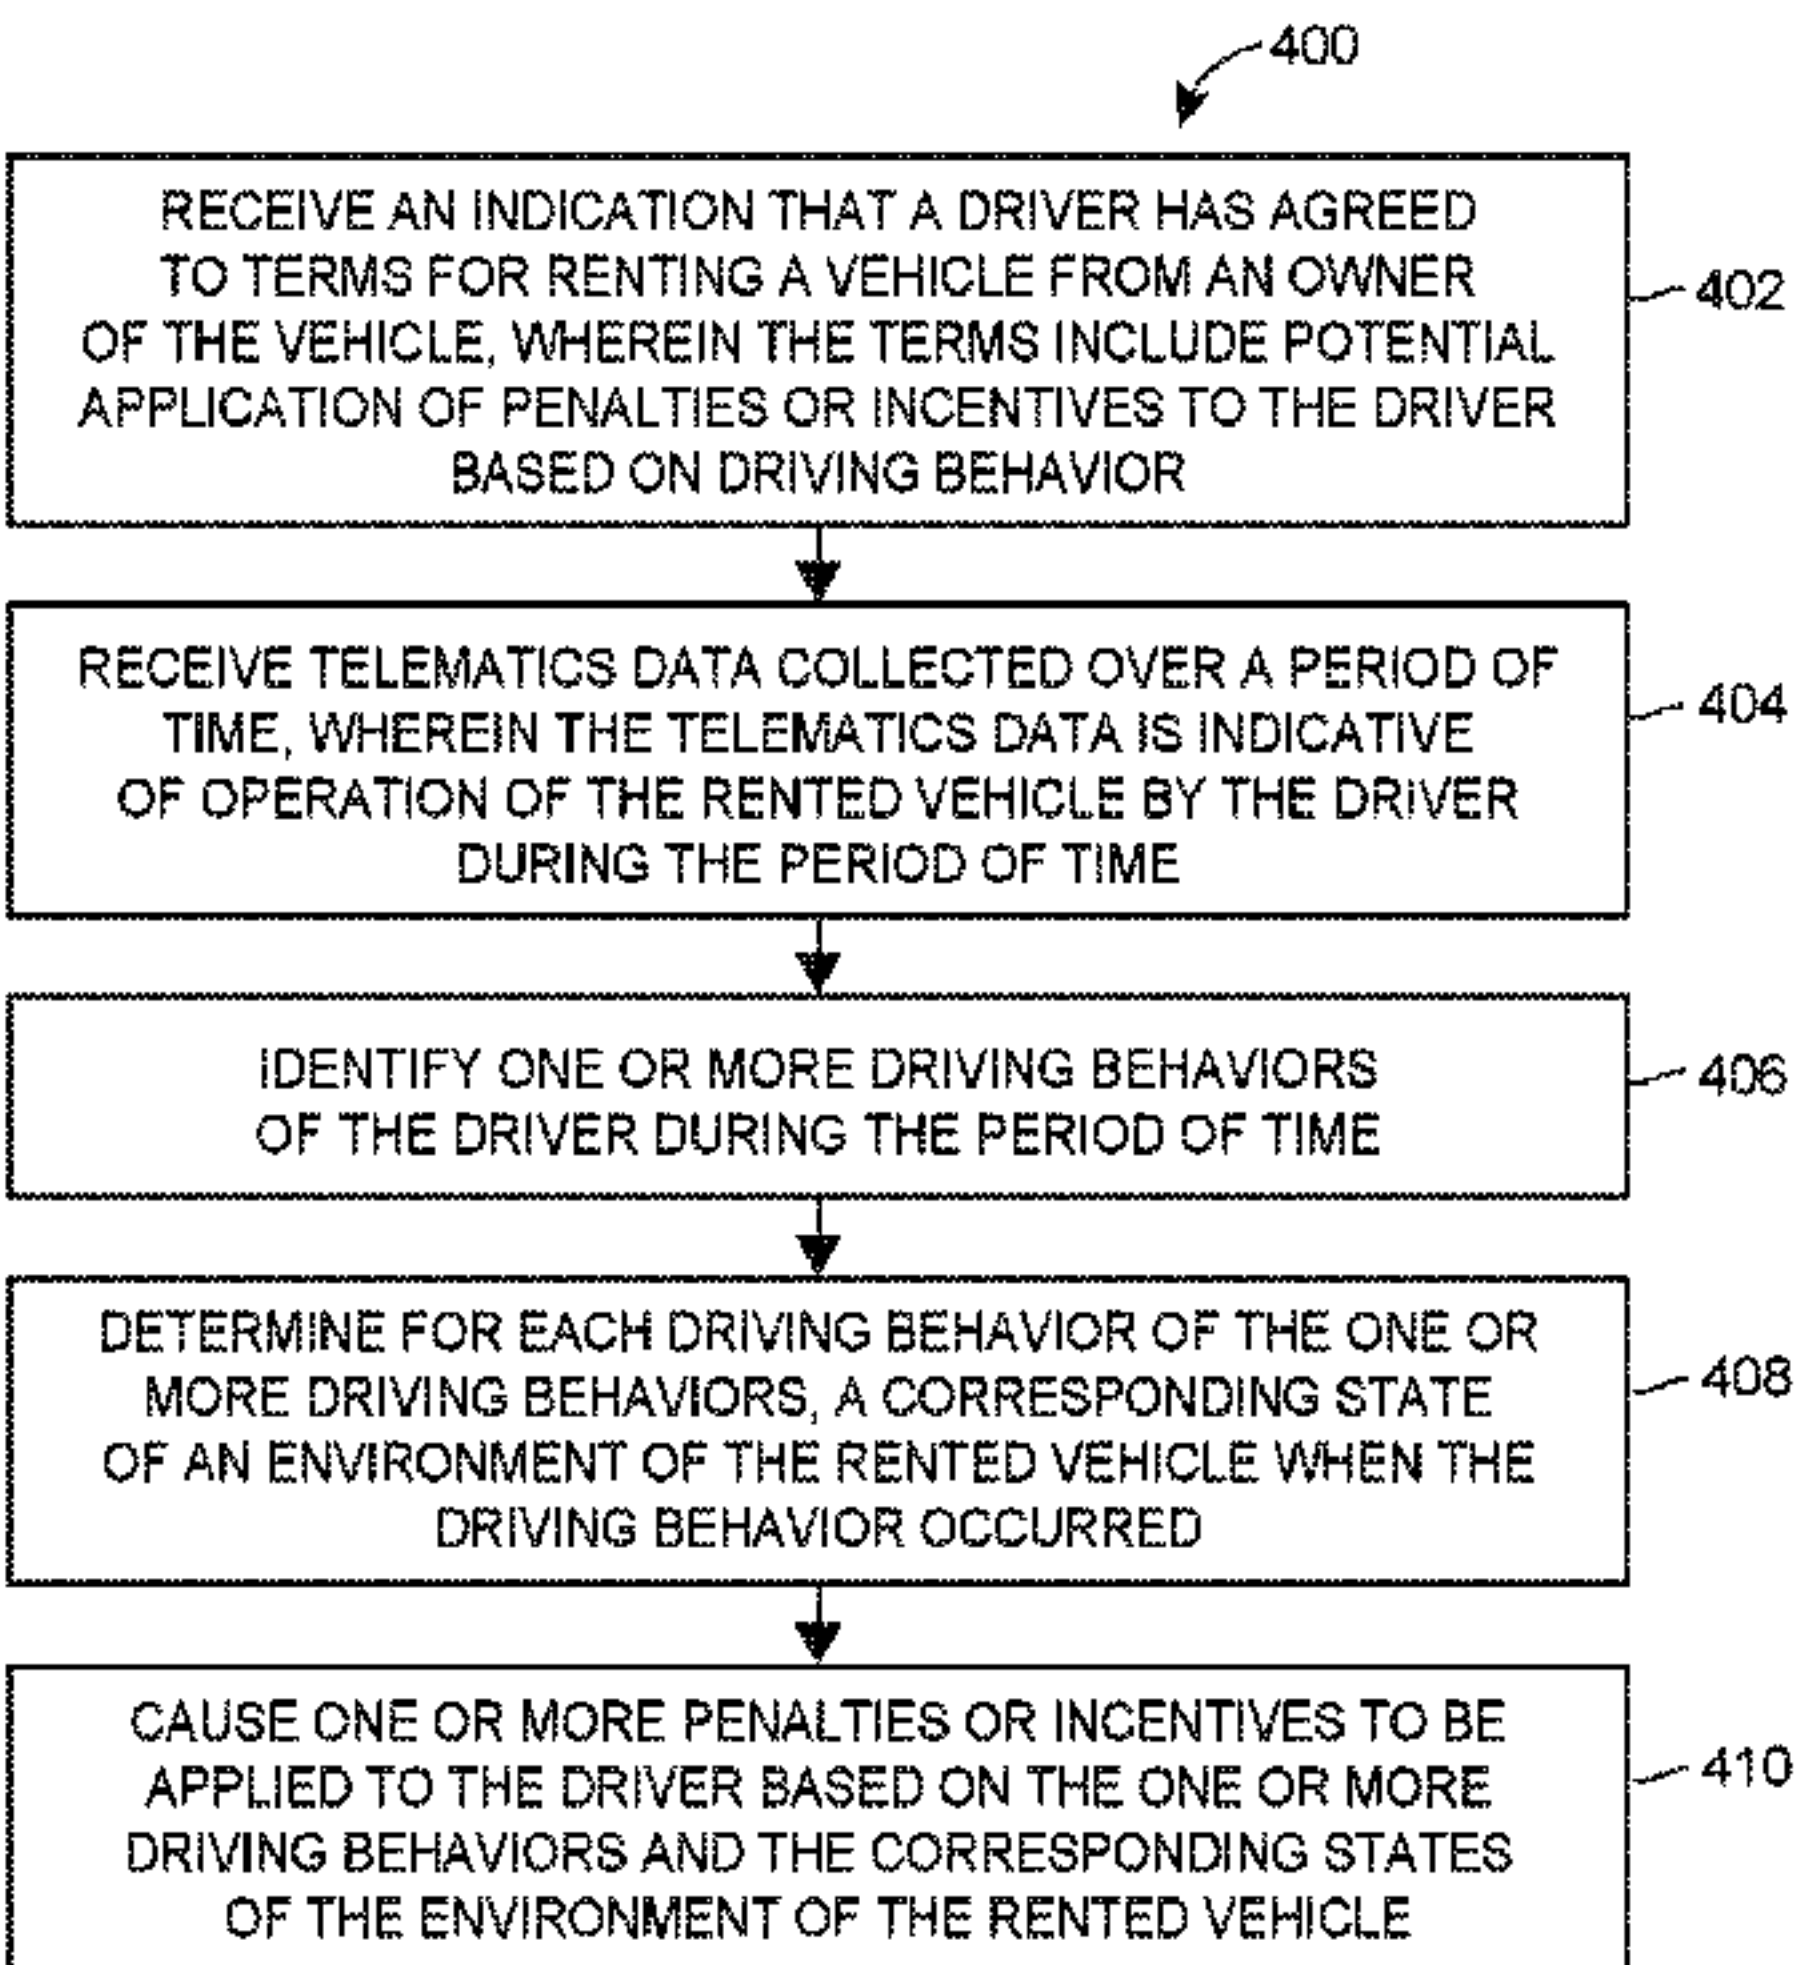 400
RECEIVE AN INDICATION THAT A DRIVER HAS AGREED
TO TERMS FOR RENTING A VEHICLE FROM AN OWNER
OF THE VEHICLE, WHEREIN THE TERMS INCLUDE POTENTIAL
APPLICATION OF PENALTIES OR INCENTIVES TO THE DRIVER
BASED ON DRIVING BEHAVIOR
402
RECEIVE TELEMATICS DATA COLLECTED OVER A PERIOD OF
TIME, WHEREIN THE TELEMATICS DATA IS INDICATIVE
OF OPERATION OF THE RENTED VEHICLE BY THE DRIVER
DURING THE PERIOD OF TIME
404
IDENTIFY ONE OR MORE DRIVING BEHAVIORS
OF THE DRIVER DURING THE PERIOD OF TIME
406
DETERMINE FOR EACH DRIVING BEHAVIOR OF THE ONE OR
MORE DRIVING BEHAVIORS, A CORRESPONDING STATE
OF AN ENVIRONMENT OF THE RENTED VEHICLE WHEN THE
DRIVING BEHAVIOR OCCURRED
408
CAUSE ONE OR MORE PENALTIES OR INCENTIVES TO BE
APPLIED TO THE DRIVER BASED ON THE ONE OR MORE
DRIVING BEHAVIORS AND THE CORRESPONDING STATES
OF THE ENVIRONMENT OF THE RENTED VEHICLE
410